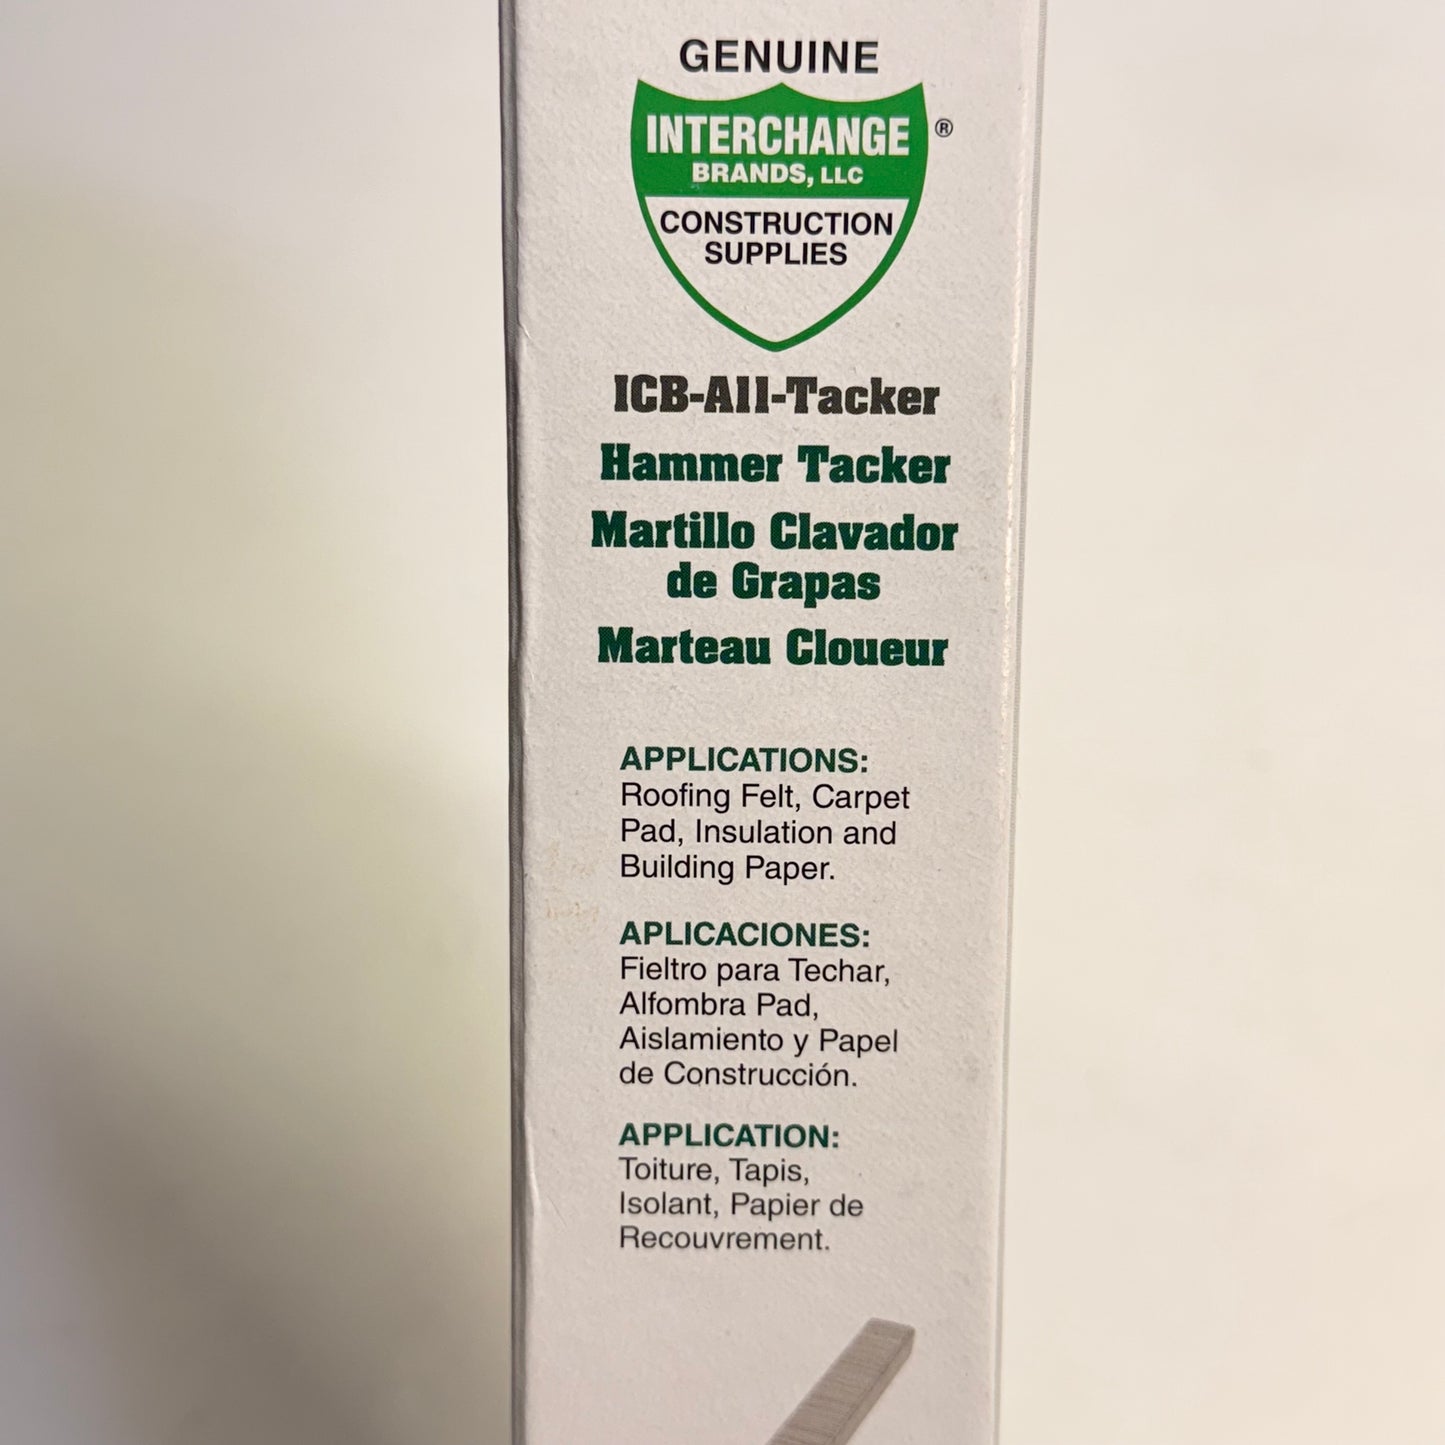 GENUINE
INTERCHANGE ®
BRANDS, LLC
CONSTRUCTION
SUPPLIES
ICB-All-Tacker
Hammer Tacker
Martillo Clavador
de Grapas
Marteau Cloueur
APPLICATIONS:
Roofing Felt, Carpet
Pad, Insulation and
Building Paper.
APLICACIONES:
Fieltro para Techar,
Alfombra Pad,
Aislamiento y Papel
de Construcción.
APPLICATION:
Toiture, Tapis,
Isolant, Papier de
Recouvrement.